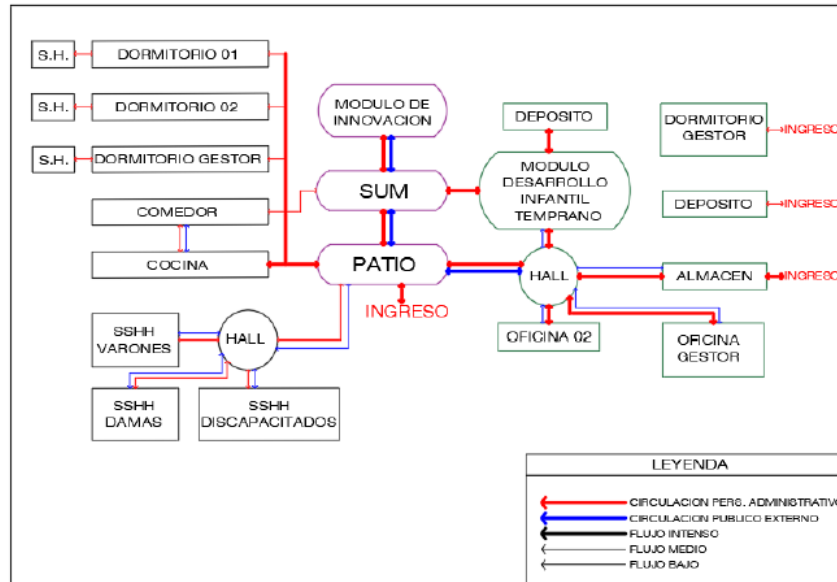 S.H.
DORMITORIO 01
S.H.
DORMITORIO 02
S.H.
DORMITORIO GESTOR
COMEDOR
COCINA
MODULO DE
INNOVACION
SUM
PATIO
INGRESO
DEPOSITO
MODULO
DESARROLLO
INFANTIL
TEMPRANO
HALL
OFICINA 02
DORMITORIO
GESTOR
INGRESO
DEPOSITO
INGRESO
ALMACEN
INGRESO
OFICINA
GESTOR
SSHH
VARONES
HALL
SSHH
DAMAS
SSHH
DISCAPACITADOS
LEYENDA
CIRCULACION PERS. ADMINISTRATIVO
CIRCULACION PUBLICO EXTERNO
FLUJO INTENSO
FLUJO MEDIO
FLUJO BAJO